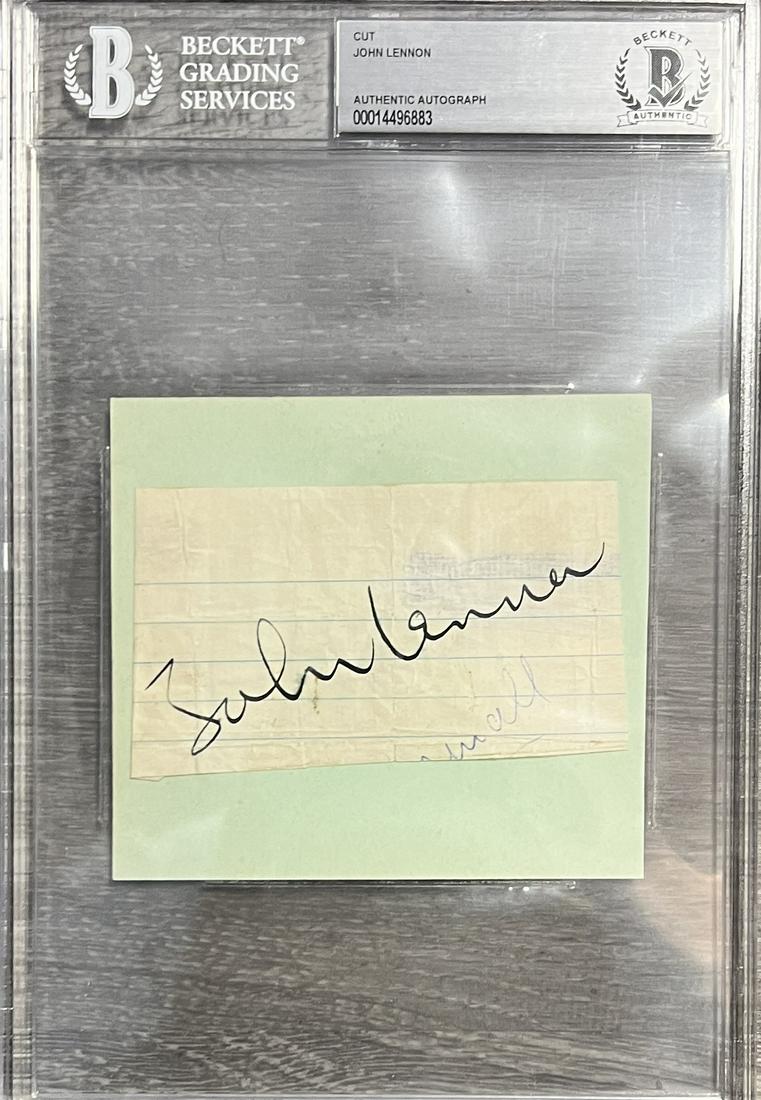 B
BECKETT®
GRADING
SERVICES
CUT
JOHN LENNON
AUTHENTIC AUTOGRAPH
00014496883
BECKETT
B
AUTHENTIC
John Lennon